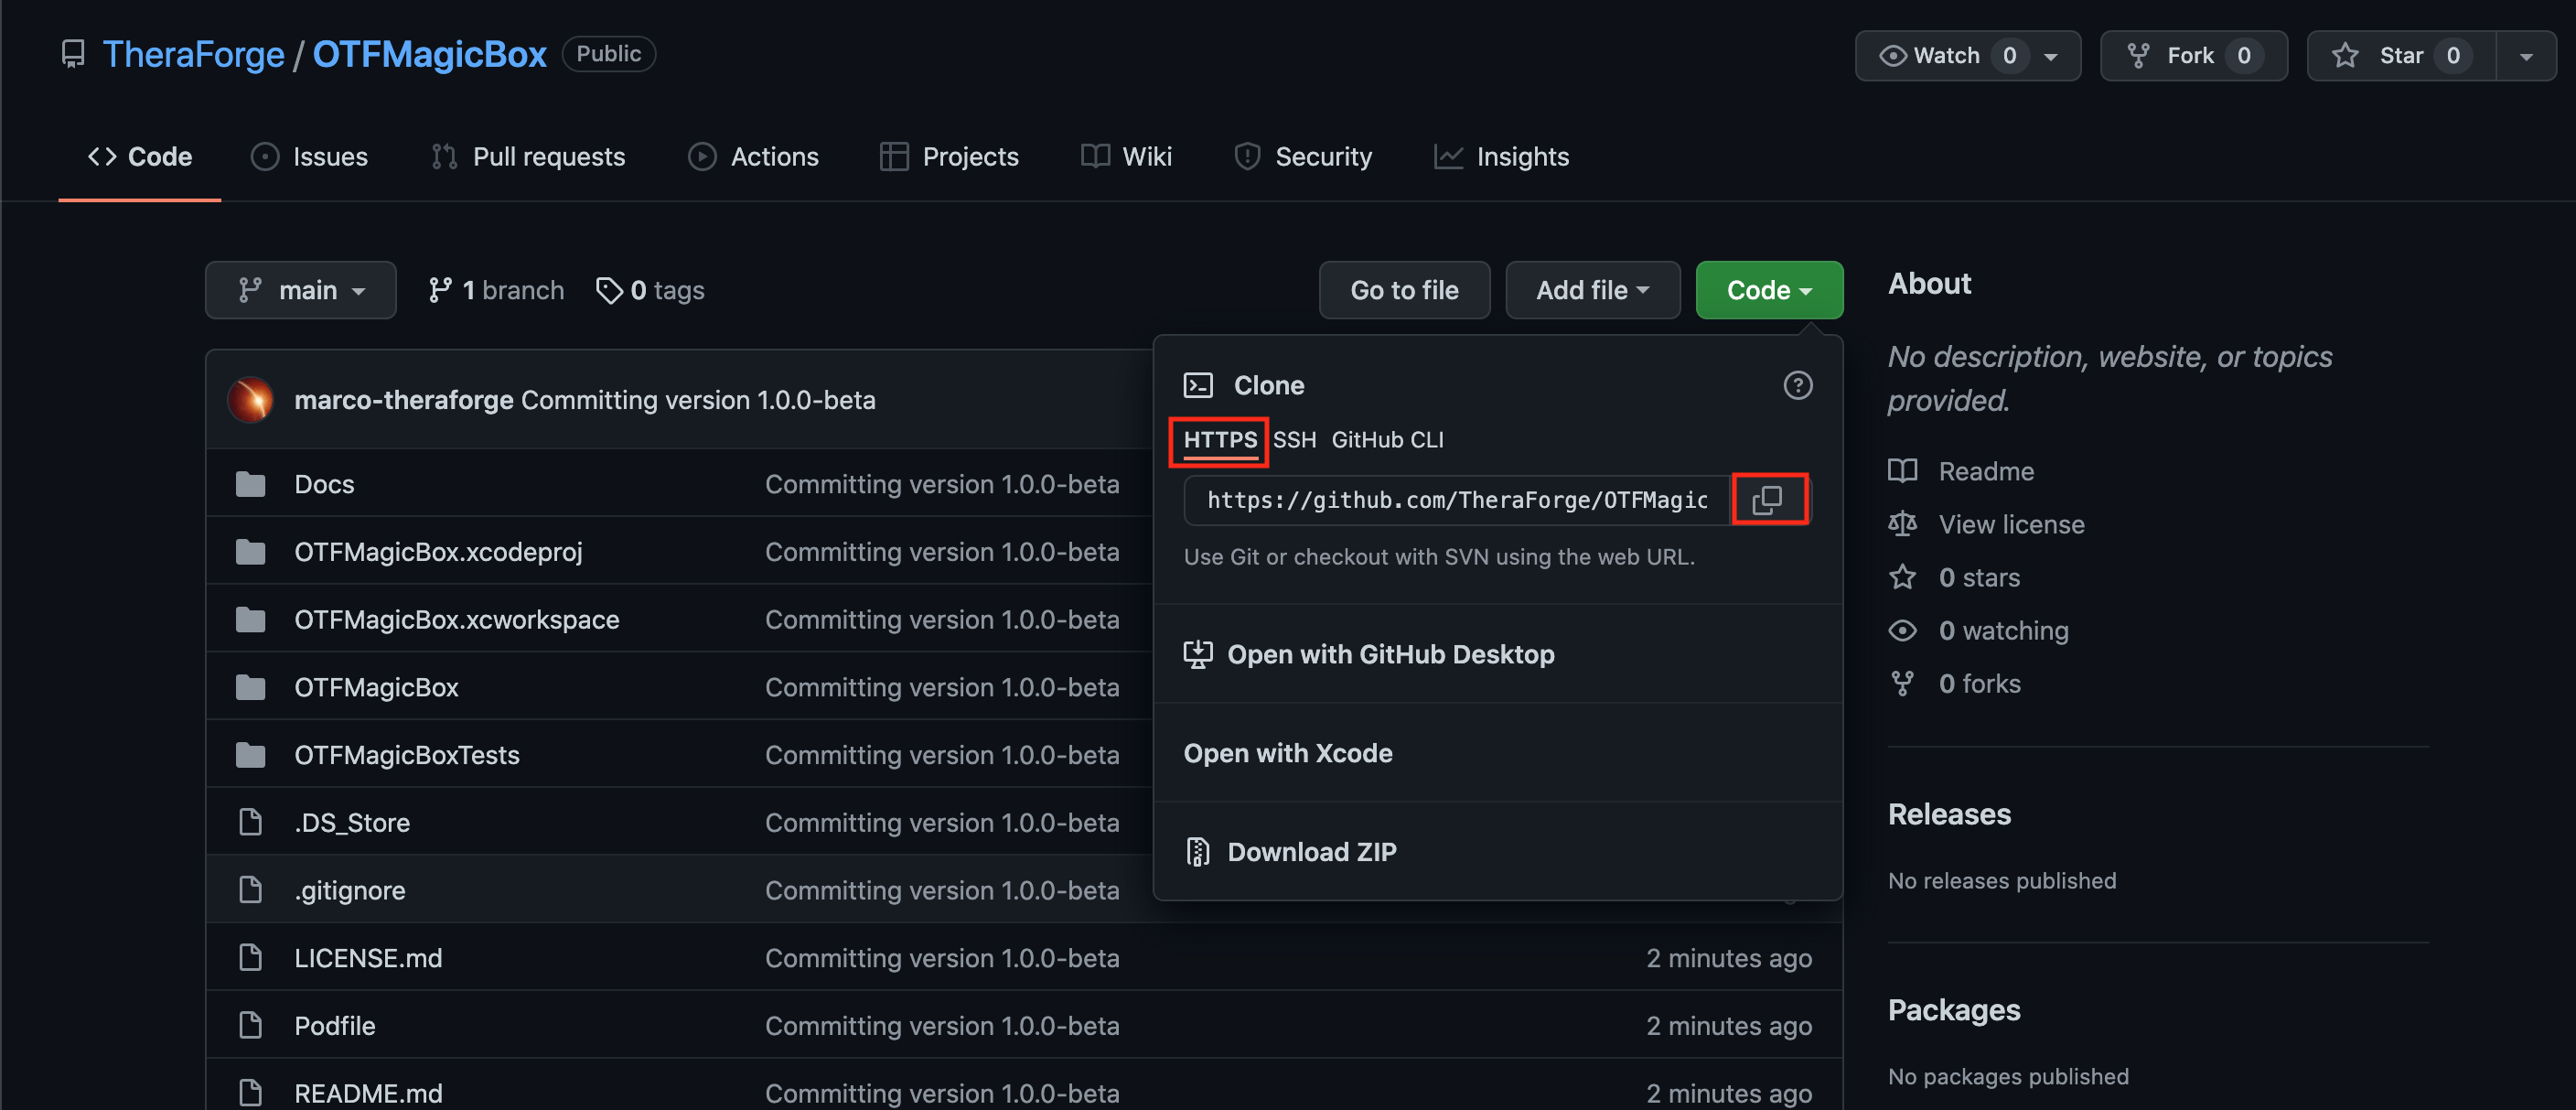 TheraForge / OTFMagicBox Public
Watch 0
Fork 0
Star 0
Code
Issues
Pull requests
Actions
Projects
Wiki
Security
Insights
main
1 branch
0 tags
Go to file
Add file
Code
marco-theraforge Committing version 1.0.0-beta
Docs Committing version 1.0.0-beta
OTFMagicBox.xcodeproj Committing version 1.0.0-beta
OTFMagicBox.xcworkspace Committing version 1.0.0-beta
OTFMagicBox Committing version 1.0.0-beta
OTFMagicBoxTests Committing version 1.0.0-beta
.DS_Store Committing version 1.0.0-beta
.gitignore Committing version 1.0.0-beta
LICENSE.md Committing version 1.0.0-beta 2 minutes ago
Podfile Committing version 1.0.0-beta 2 minutes ago
README.md Committing version 1.0.0-beta 2 minutes ago
Clone
HTTPS SSH GitHub CLI
https://github.com/TheraForge/OTFMagic
Use Git or checkout with SVN using the web URL.
Open with GitHub Desktop
Open with Xcode
Download ZIP
About
No description, website, or topics
provided.
Readme
View license
0 stars
0 watching
0 forks
Releases
No releases published
Packages
No packages published